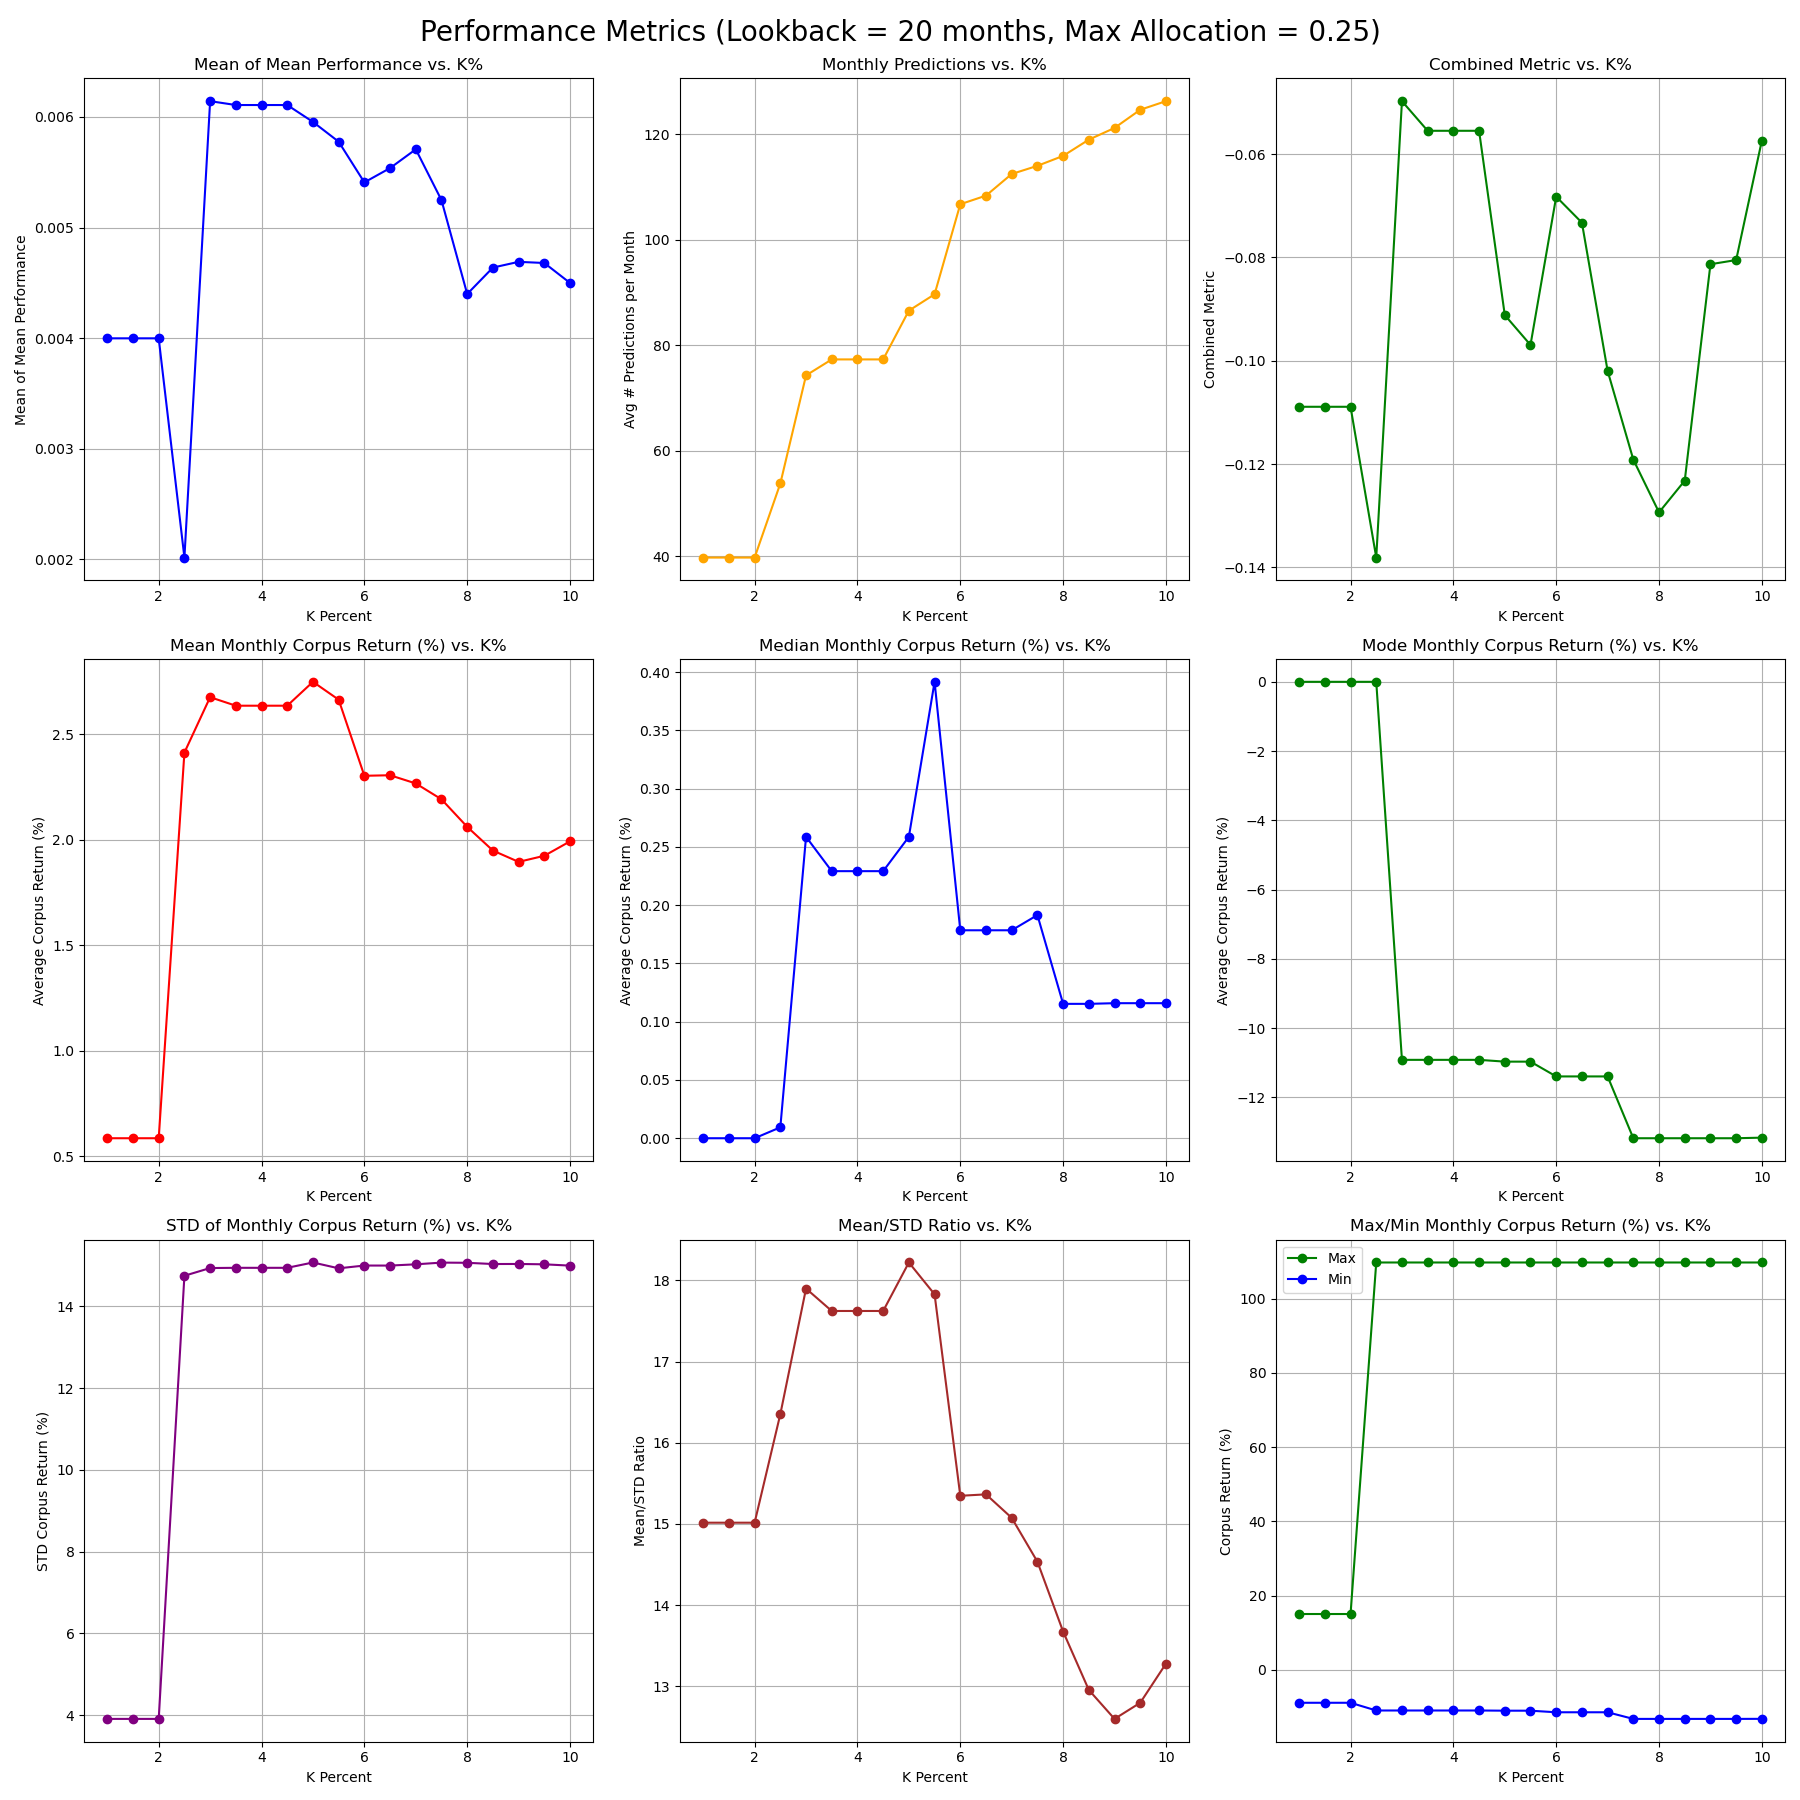 Performance Metrics (Lookback = 20 months, Max Allocation = 0.25)
Mean of Mean Performance vs. K%
Mean of Mean Performance
0.006
0.005
0.004
0.003
0.002
2 4 6 8 10
K Percent
Monthly Predictions vs. K%
Avg # Predictions per Month
120
100
80
60
40
2 4 6 8 10
K Percent
Combined Metric vs. K%
Combined Metric
−0.06
−0.08
−0.10
−0.12
−0.14
2 4 6 8 10
K Percent
Mean Monthly Corpus Return (%) vs. K%
Average Corpus Return (%)
2.5
2.0
1.5
1.0
0.5
2 4 6 8 10
K Percent
Median Monthly Corpus Return (%) vs. K%
Average Corpus Return (%)
0.40
0.35
0.30
0.25
0.20
0.15
0.10
0.05
0.00
2 4 6 8 10
K Percent
Mode Monthly Corpus Return (%) vs. K%
Average Corpus Return (%)
0
−2
−4
−6
−8
−10
−12
2 4 6 8 10
K Percent
STD of Monthly Corpus Return (%) vs. K%
STD Corpus Return (%)
14
12
10
8
6
4
2 4 6 8 10
K Percent
Mean/STD Ratio vs. K%
Mean/STD Ratio
18
17
16
15
14
13
2 4 6 8 10
K Percent
Max/Min Monthly Corpus Return (%) vs. K%
Max
Min
Corpus Return (%)
100
80
60
40
20
0
2 4 6 8 10
K Percent